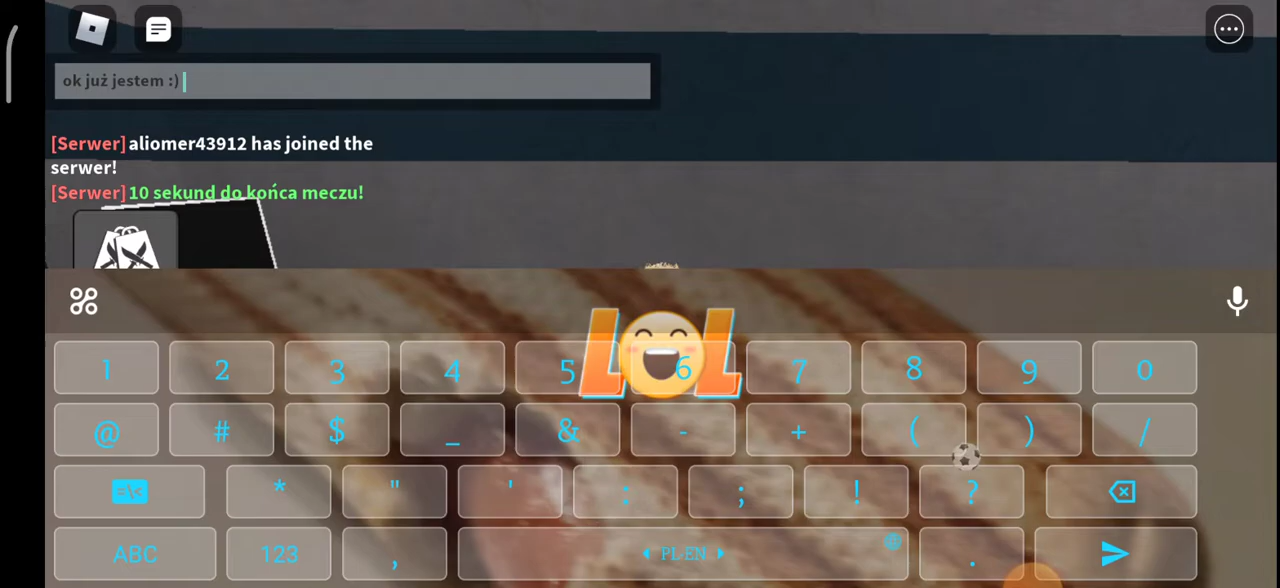 ok już jestem :)
[Serwer] aliomer43912 has joined the
serwer!
[Serwer] 10 sekund do końca meczu!
LOL
1 2 3 4 5 6 7 8 9 0
@ # $ _ & - + ( ) /
=\< * " ' : ; ! ?
ABC 123 , PL·EN .